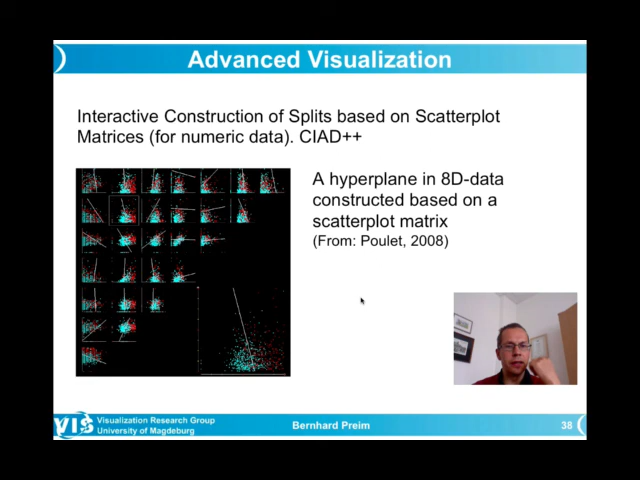 Advanced Visualization
Interactive Construction of Splits based on Scatterplot
Matrices (for numeric data). CIAD++
A hyperplane in 8D-data
constructed based on a
scatterplot matrix
(From: Poulet, 2008)
VIS
Visualization Research Group
University of Magdeburg
Bernhard Preim
38